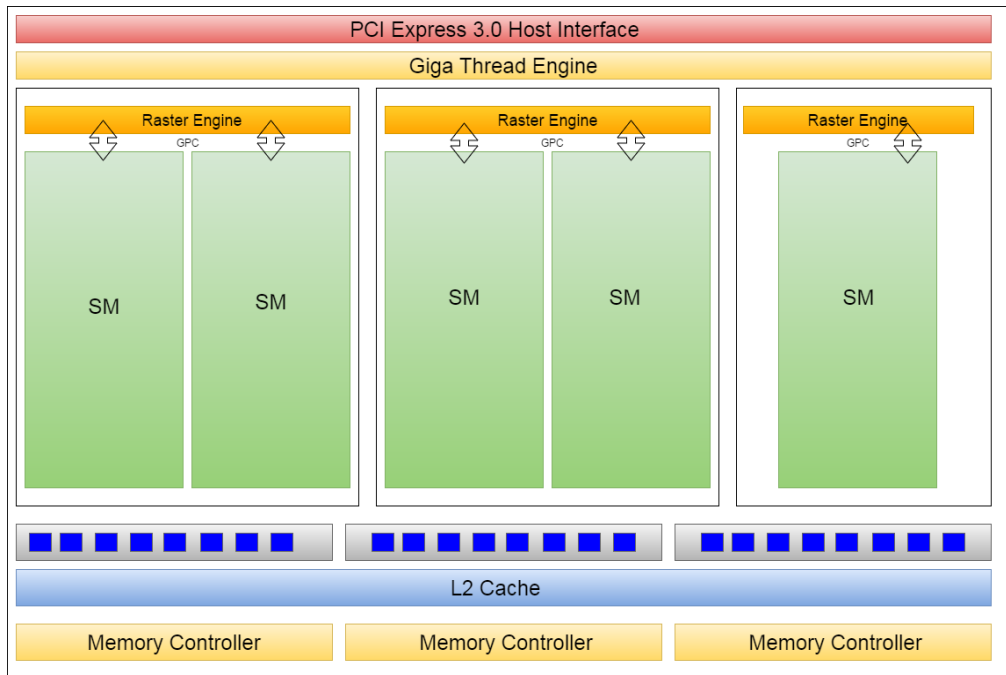 PCI Express 3.0 Host Interface
Giga Thread Engine
Raster Engine
GPC
SM
SM
Raster Engine
GPC
SM
SM
Raster Engine
GPC
SM
L2 Cache
Memory Controller
Memory Controller
Memory Controller